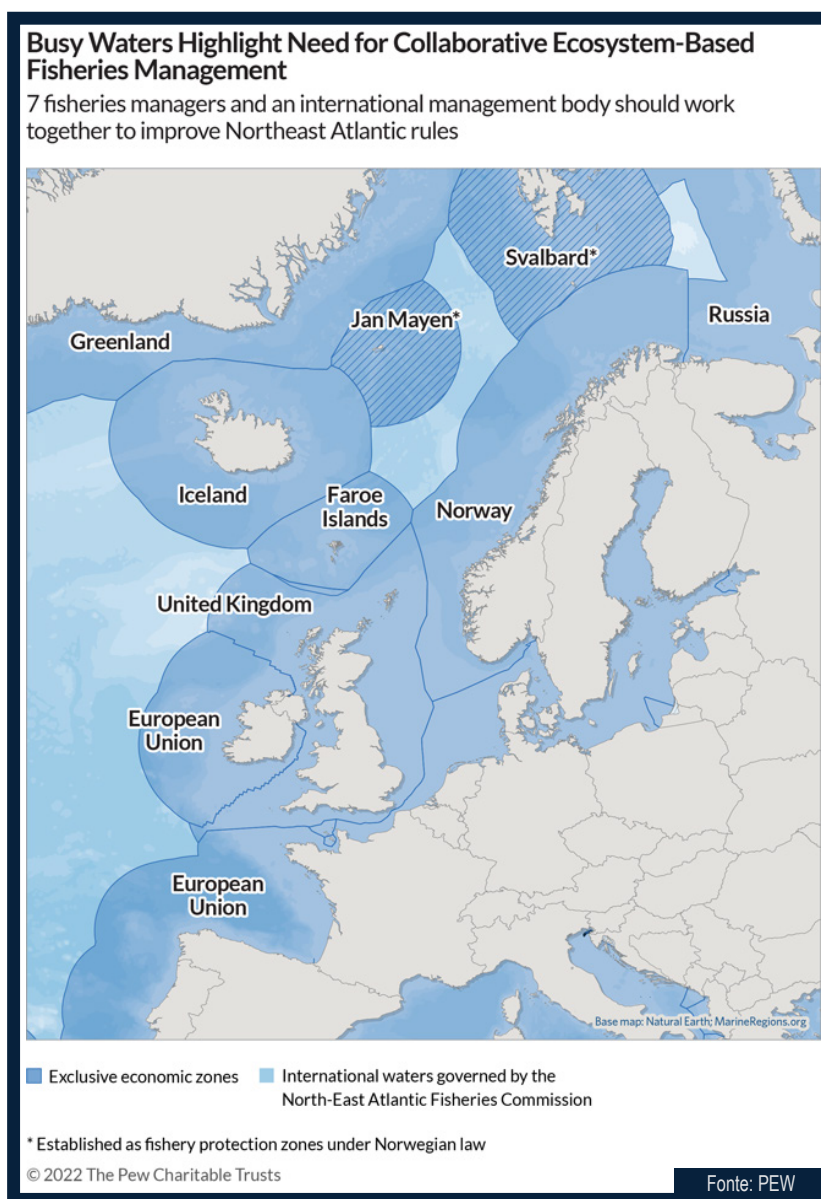 Busy Waters Highlight Need for Collaborative Ecosystem-Based
Fisheries Management
7 fisheries managers and an international management body should work
together to improve Northeast Atlantic rules
Svalbard*
Jan Mayen*
Russia
Greenland
Iceland
Faroe
Islands
Norway
United Kingdom
European
Union
European
Union
Base map: Natural Earth; MarineRegions.org
Exclusive economic zones
International waters governed by the
North-East Atlantic Fisheries Commission
* Established as fishery protection zones under Norwegian law
© 2022 The Pew Charitable Trusts
Fonte: PEW